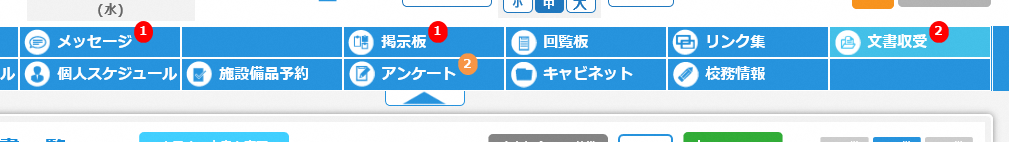 (水)
小 中 大
メッセージ 1 掲示板 1 回覧板 リンク集 文書収受 2
ル 個人スケジュール 施設備品予約 アンケート 2 キャビネット 校務情報